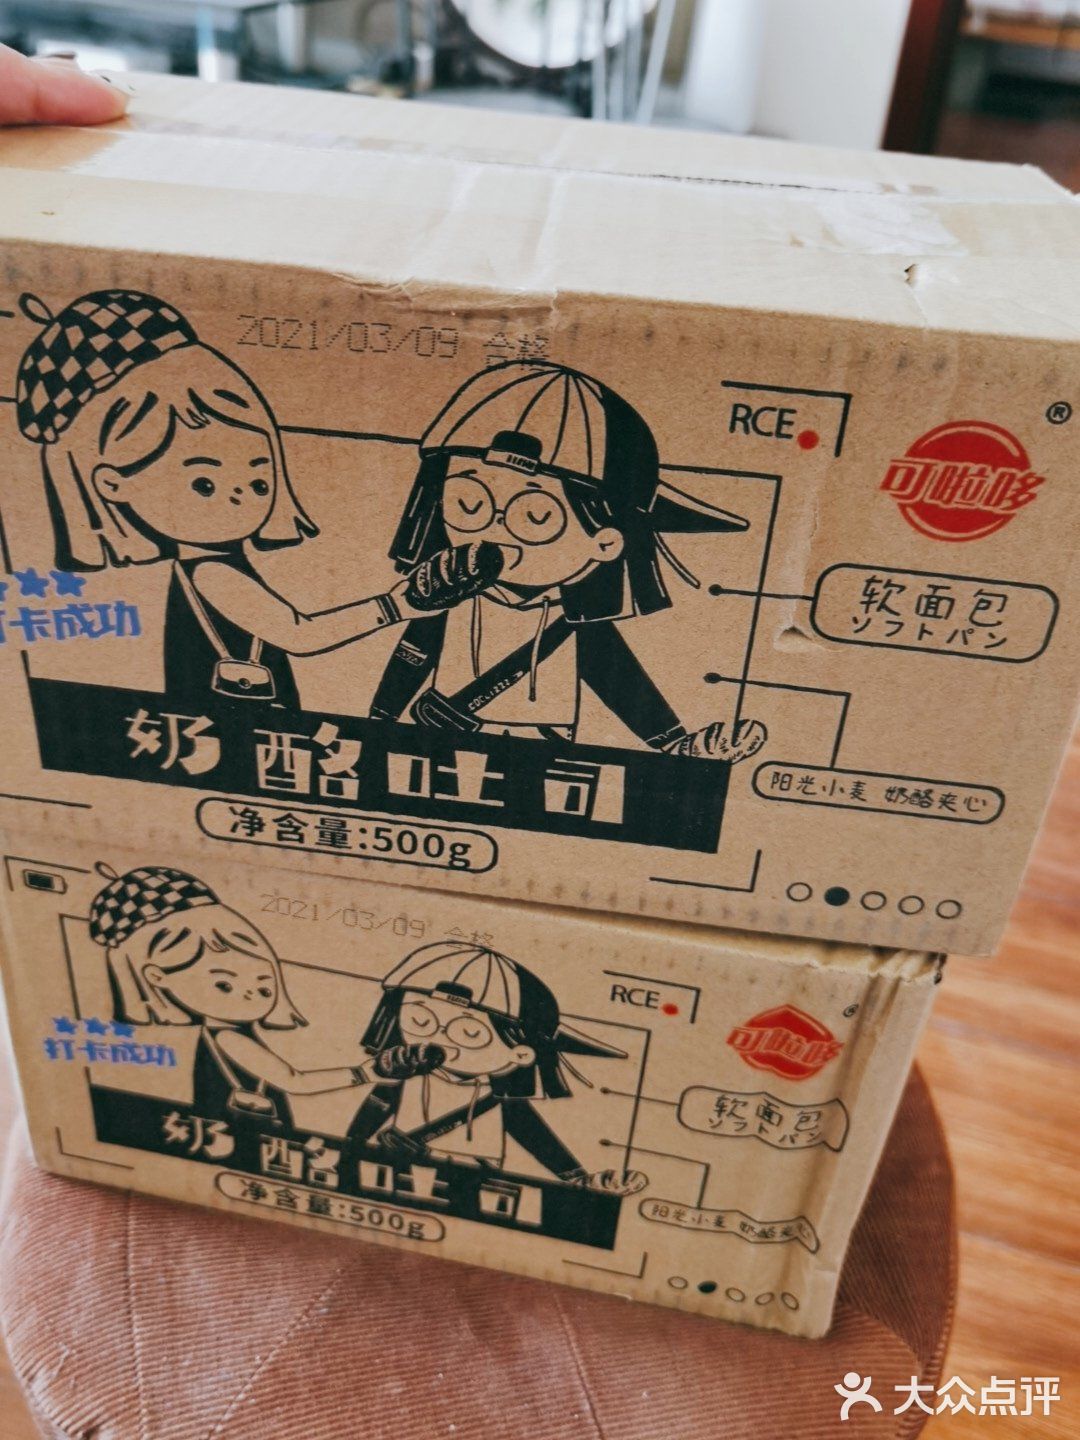 2021/03/09 合格
RCE
®
可啦哆
软面包
ソフトパン
打卡成功
阳光小麦 奶酪夹心
奶酪吐司
净含量:500g
2021/03/09 合格
RCE
®
可啦哆
软面包
ソフトパン
打卡成功
奶酪吐司
阳光小麦 奶酪夹心
净含量:500g
大众点评